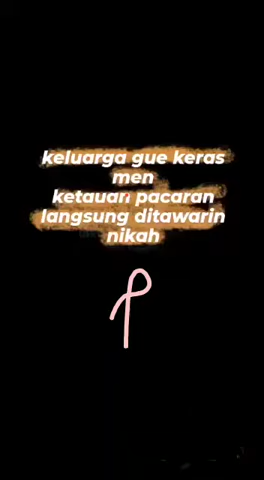 keluarga gue keras
men
ketauan pacaran
langsung ditawarin
nikah